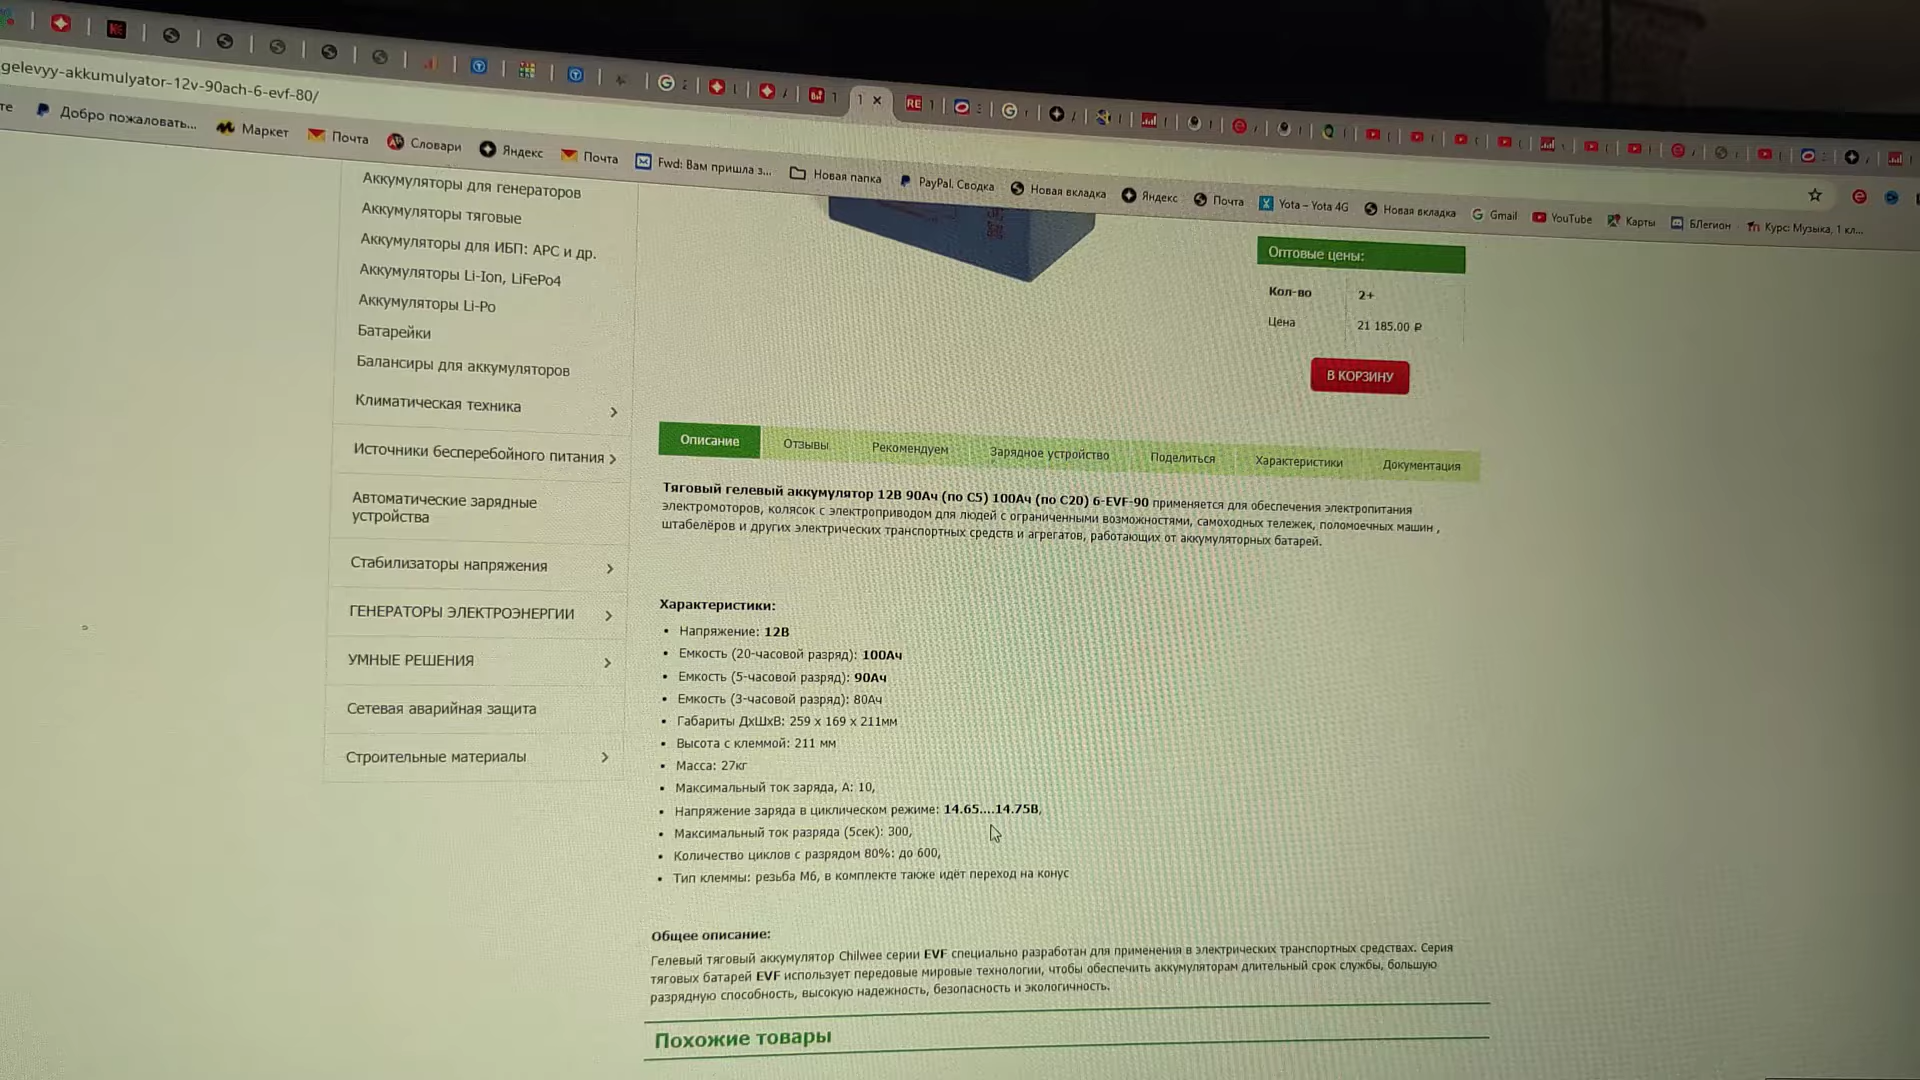 gelevyy-akkumulyator-12v-90ach-6-evf-80/
Добро пожаловать...
Маркет
Почта
Словари
Яндекс
Почта
Fwd: Вам пришла з...
Новая папка
PayPal. Сводка
Новая вкладка
Яндекс
Почта
Yota – Yota 4G
Новая вкладка
Gmail
YouTube
Карты
БЛегион
Курс: Музыка, 1 кл...
Аккумуляторы для генераторов
Аккумуляторы тяговые
Аккумуляторы для ИБП: APC и др.
Аккумуляторы Li-Ion, LiFePo4
Аккумуляторы Li-Po
Батарейки
Балансиры для аккумуляторов
Климатическая техника
Источники бесперебойного питания
Автоматические зарядные
устройства
Стабилизаторы напряжения
ГЕНЕРАТОРЫ ЭЛЕКТРОЭНЕРГИИ
УМНЫЕ РЕШЕНИЯ
Сетевая аварийная защита
Строительные материалы
Оптовые цены:
Кол-во 2+
Цена 21 185.00 ₽
В КОРЗИНУ
Описание Отзывы Рекомендуем Зарядное устройство Поделиться Характеристики Документация
Тяговый гелевый аккумулятор 12В 90Ач (по С5) 100Ач (по С20) 6-EVF-90 применяется для обеспечения электропитания
электромоторов, колясок с электроприводом для людей с ограниченными возможностями, самоходных тележек, поломоечных машин ,
штабелёров и других электрических транспортных средств и агрегатов, работающих от аккумуляторных батарей.
Характеристики:
Напряжение: 12В
Емкость (20-часовой разряд): 100Ач
Емкость (5-часовой разряд): 90Ач
Емкость (3-часовой разряд): 80Ач
Габариты ДхШхВ: 259 х 169 х 211мм
Высота с клеммой: 211 мм
Масса: 27кг
Максимальный ток заряда, А: 10,
Напряжение заряда в циклическом режиме: 14.65....14.75В,
Максимальный ток разряда (5сек): 300,
Количество циклов с разрядом 80%: до 600,
Тип клеммы: резьба М6, в комплекте также идёт переход на конус
Общее описание:
Гелевый тяговый аккумулятор Chilwee серии EVF специально разработан для применения в электрических транспортных средствах. Серия
тяговых батарей EVF использует передовые мировые технологии, чтобы обеспечить аккумуляторам длительный срок службы, большую
разрядную способность, высокую надежность, безопасность и экологичность.
Похожие товары